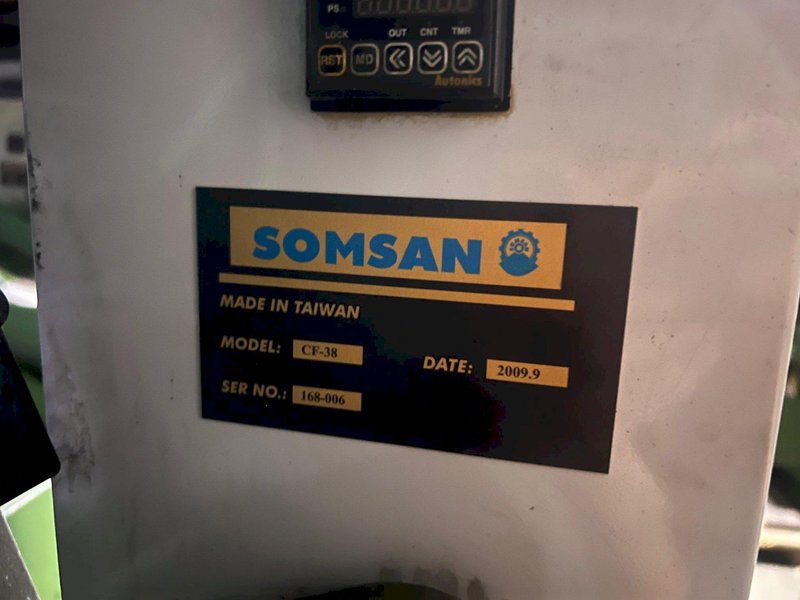 PS
LOCK OUT CNT TMR
RST MD
Autonics
SOMSAN
MADE IN TAIWAN
MODEL: CF-38
DATE: 2009.9
SER NO.: 168-006